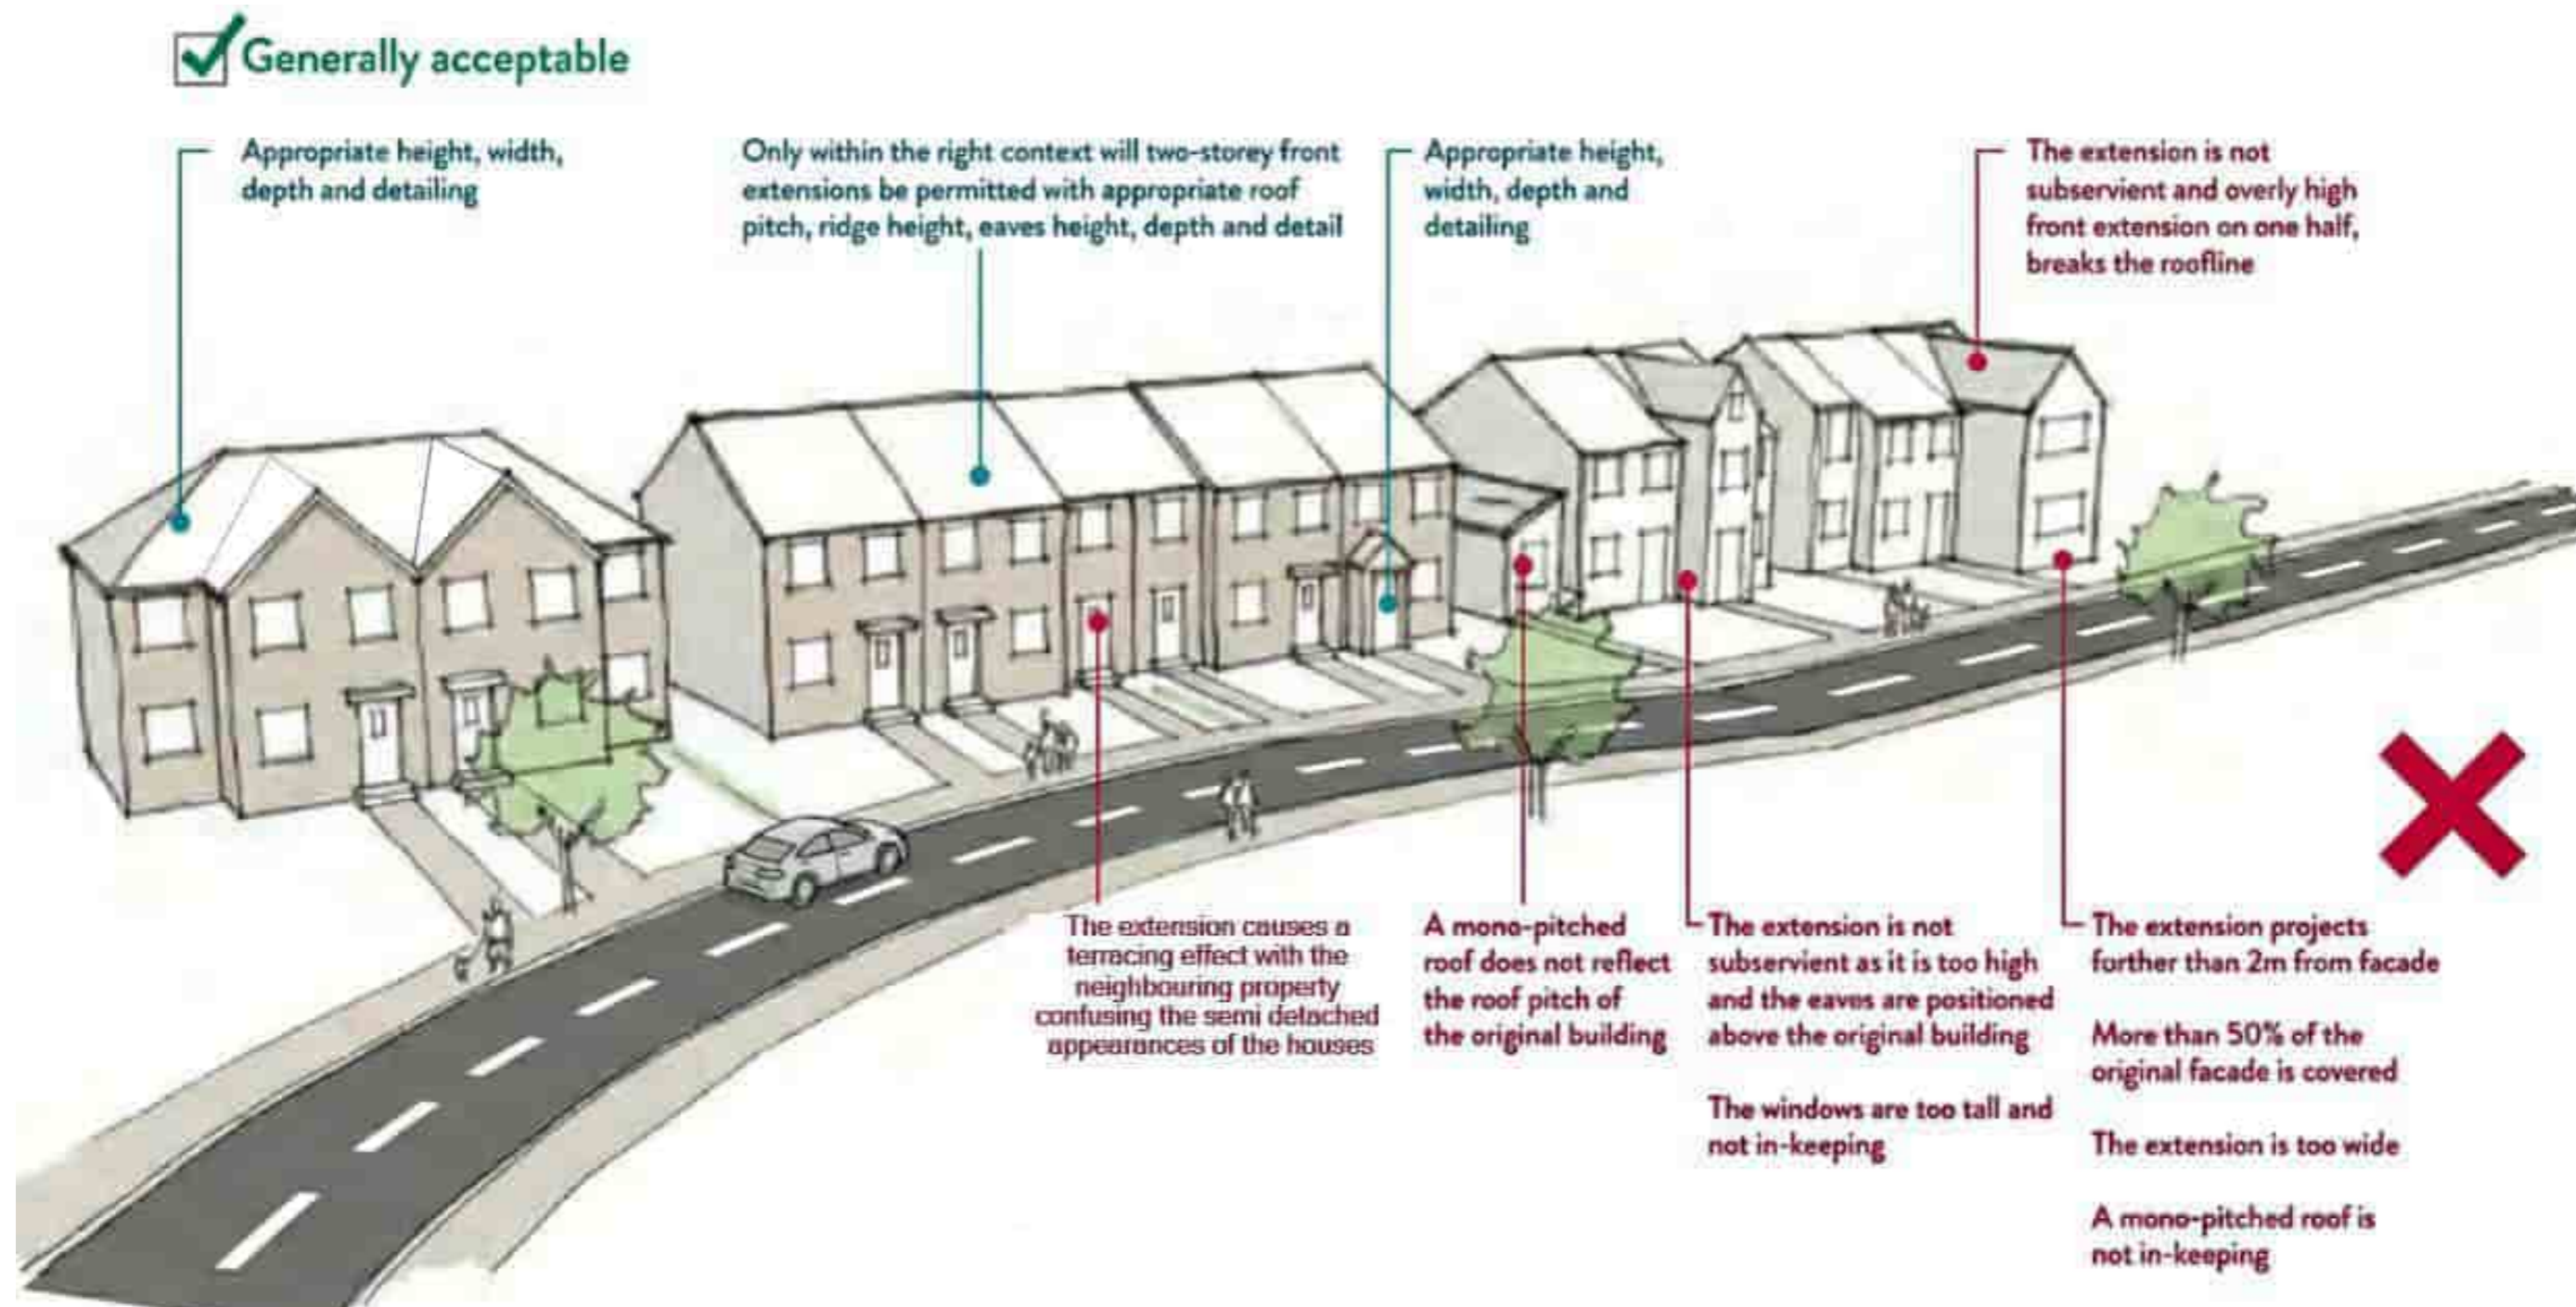 Generally acceptable
Appropriate height, width,
depth and detailing
Only within the right context will two-storey front
extensions be permitted with appropriate roof
pitch, ridge height, eaves height, depth and detail
Appropriate height,
width, depth and
detailing
The extension is not
subservient and overly high
front extension on one half,
breaks the roofline
The extension causes a
terracing effect with the
neighbouring property
confusing the semi detached
appearances of the houses
A mono-pitched
roof does not reflect
the roof pitch of
the original building
The extension is not
subservient as it is too high
and the eaves are positioned
above the original building
The windows are too tall and
not in-keeping
The extension projects
forther than 2m from facade
More than 50% of the
original facade is covered
The extension is too wide
A mono-pitched roof is
not in-keeping